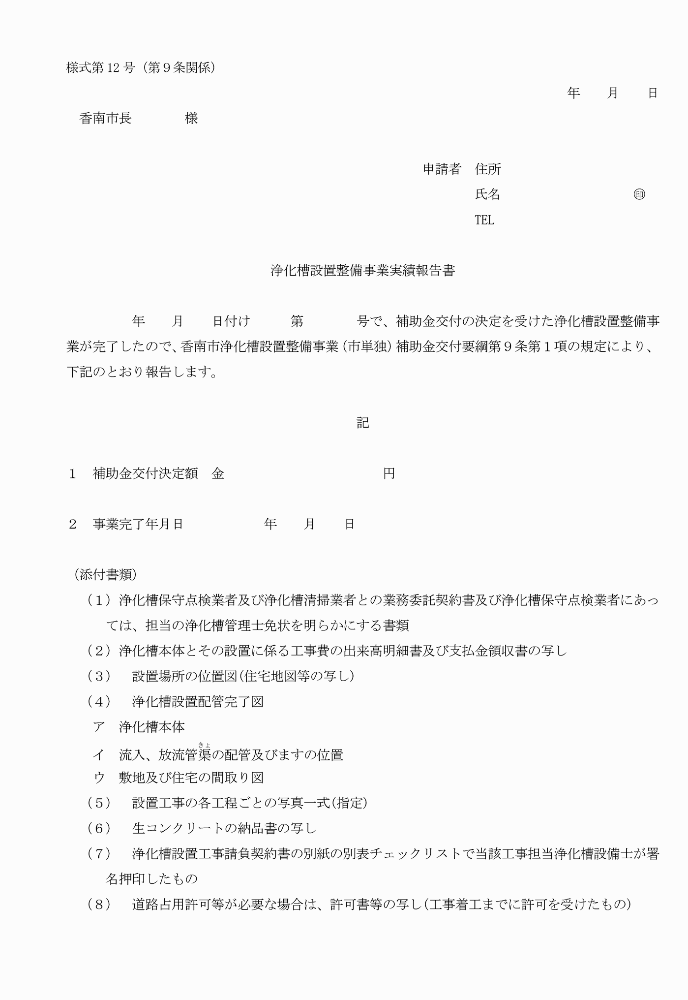 様式第12号（第９条関係）
年　　月　　日
香南市長　　　　様
申請者　住所
氏名　　　　　　　　　　㊞
TEL
浄化槽設置整備事業実績報告書
年　　月　　日付け　　　第　　　　号で、補助金交付の決定を受けた浄化槽設置整備事
業が完了したので、香南市浄化槽設置整備事業（市単独）補助金交付要綱第９条第１項の規定により、
下記のとおり報告します。
記
１　補助金交付決定額　金　　　　　　　　　　　　円
２　事業完了年月日　　　　　　年　　月　　日
（添付書類）
（１）浄化槽保守点検業者及び浄化槽清掃業者との業務委託契約書及び浄化槽保守点検業者にあっ
ては、担当の浄化槽管理士免状を明らかにする書類
（２）浄化槽本体とその設置に係る工事費の出来高明細書及び支払金領収書の写し
（３）　設置場所の位置図(住宅地図等の写し)
（４）　浄化槽設置配管完了図
ア　浄化槽本体
きょ
イ　流入、放流管渠の配管及びますの位置
ウ　敷地及び住宅の間取り図
（５）　設置工事の各工程ごとの写真一式(指定)
（６）　生コンクリートの納品書の写し
（７）　浄化槽設置工事請負契約書の別紙の別表チェックリストで当該工事担当浄化槽設備士が署
名押印したもの
（８）　道路占用許可等が必要な場合は、許可書等の写し(工事着工までに許可を受けたもの)